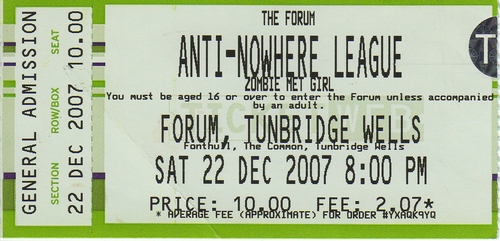 GENERAL ADMISSION
SECTION ROW/BOX SEAT
22 DEC 2007 10.00
THE FORUM
ANTI-NOWHERE LEAGUE
ZOMBIE MET GIRL
You must be aged 16 or over to enter the Forum unless accompanied
by an adult.
FORUM, TUNBRIDGE WELLS
Fonthull, The Common, Tunbridge Wells
SAT 22 DEC 2007 8:00 PM
PRICE: 10.00 FEE: 2.07*
* AVERAGE FEE (APPROXIMATE) FOR ORDER #YXAQK9YQ
T